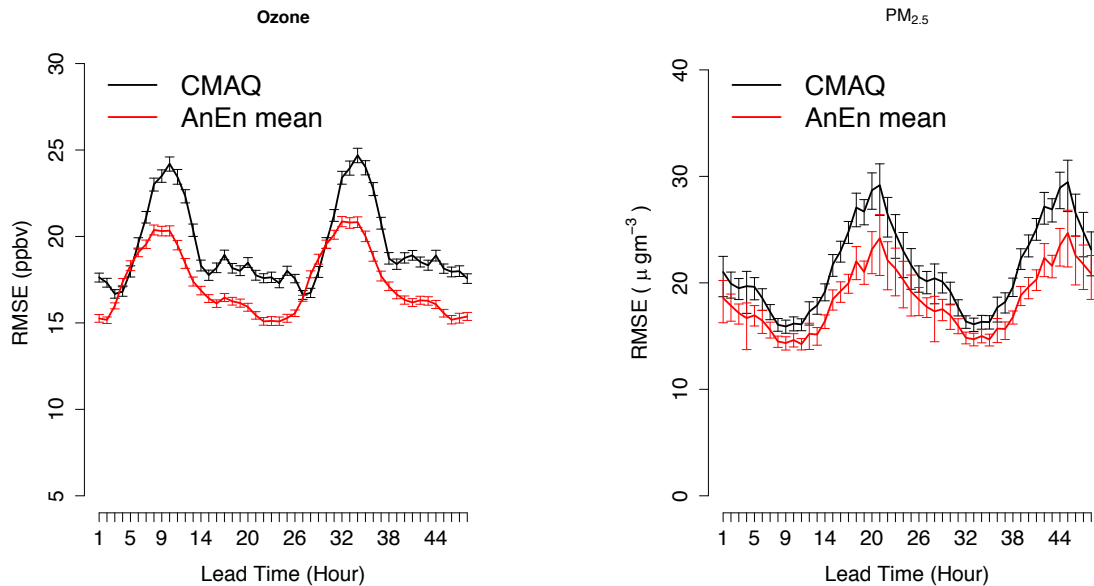 Ozone
CMAQ
AnEn mean
RMSE (ppbv)
30
25
20
15
10
5
1 5 9 14 20 26 32 38 44
Lead Time (Hour)
PM2.5
CMAQ
AnEn mean
RMSE ( μ gm−3)
40
30
20
10
0
1 4 9 14 20 26 32 38 44
Lead Time (Hour)